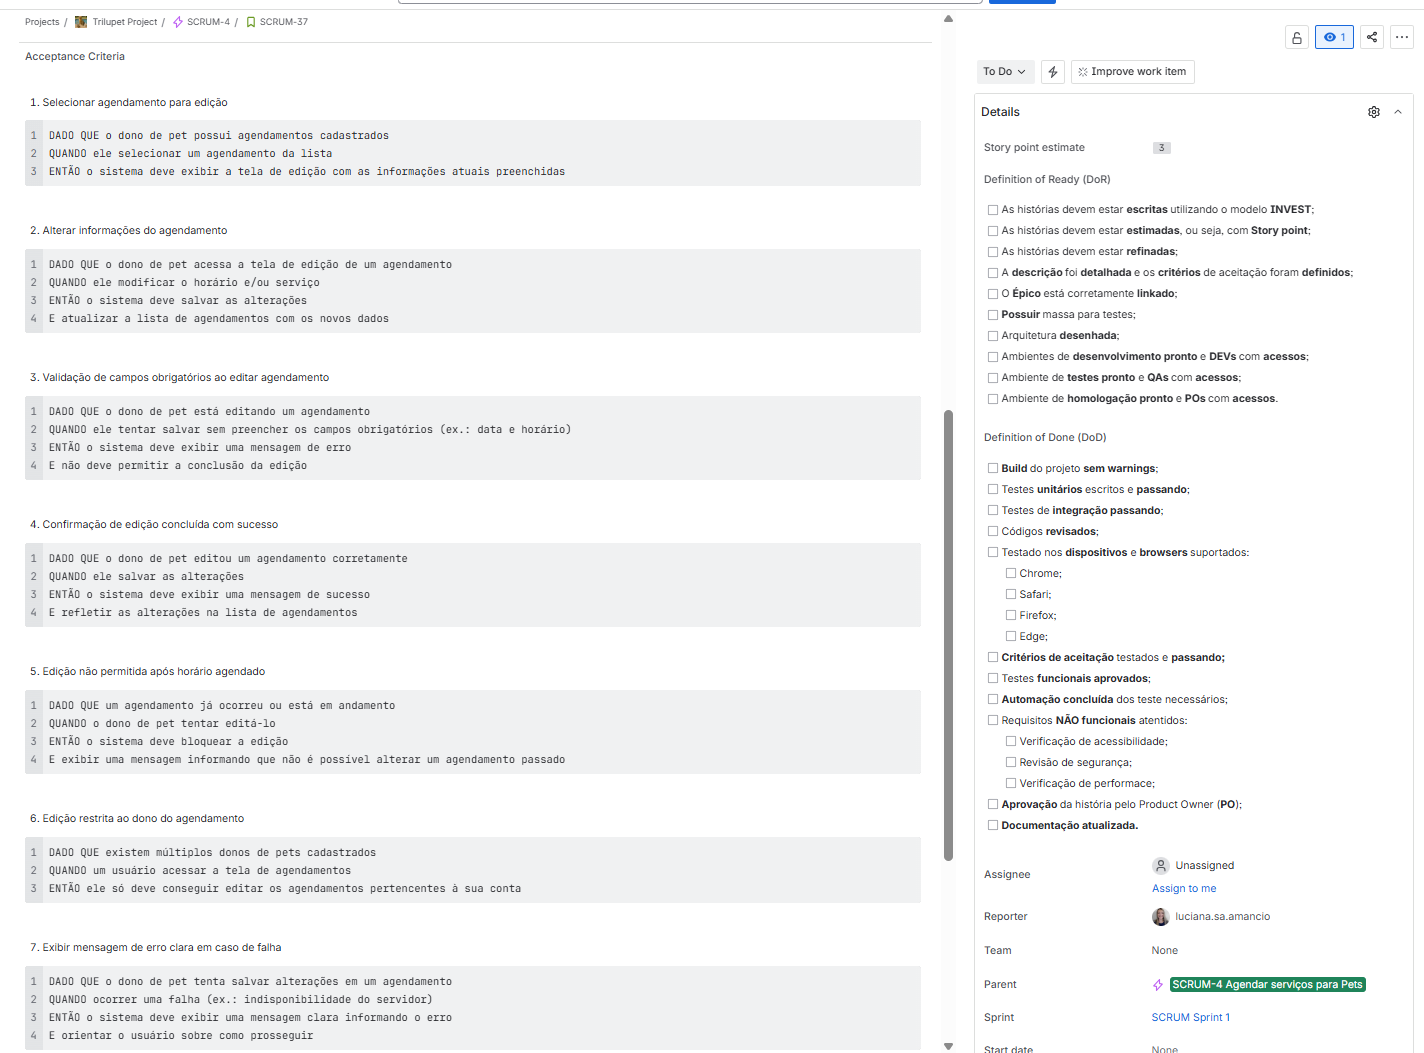 Projects / Trilupet Project / SCRUM-4 / SCRUM-37
Acceptance Criteria
1. Selecionar agendamento para edição
1 DADO QUE o dono de pet possui agendamentos cadastrados
2 QUANDO ele selecionar um agendamento da lista
3 ENTÃO o sistema deve exibir a tela de edição com as informações atuais preenchidas
2. Alterar informações do agendamento
1 DADO QUE o dono de pet acessa a tela de edição de um agendamento
2 QUANDO ele modificar o horário e/ou serviço
3 ENTÃO o sistema deve salvar as alterações
4 E atualizar a lista de agendamentos com os novos dados
3. Validação de campos obrigatórios ao editar agendamento
1 DADO QUE o dono de pet está editando um agendamento
2 QUANDO ele tentar salvar sem preencher os campos obrigatórios (ex.: data e horário)
3 ENTÃO o sistema deve exibir uma mensagem de erro
4 E não deve permitir a conclusão da edição
4. Confirmação de edição concluída com sucesso
1 DADO QUE o dono de pet editou um agendamento corretamente
2 QUANDO ele salvar as alterações
3 ENTÃO o sistema deve exibir uma mensagem de sucesso
4 E refletir as alterações na lista de agendamentos
5. Edição não permitida após horário agendado
1 DADO QUE um agendamento já ocorreu ou está em andamento
2 QUANDO o dono de pet tentar editá-lo
3 ENTÃO o sistema deve bloquear a edição
4 E exibir uma mensagem informando que não é possível alterar um agendamento passado
6. Edição restrita ao dono do agendamento
1 DADO QUE existem múltiplos donos de pets cadastrados
2 QUANDO um usuário acessar a tela de agendamentos
3 ENTÃO ele só deve conseguir editar os agendamentos pertencentes à sua conta
7. Exibir mensagem de erro clara em caso de falha
1 DADO QUE o dono de pet tenta salvar alterações em um agendamento
2 QUANDO ocorrer uma falha (ex.: indisponibilidade do servidor)
3 ENTÃO o sistema deve exibir uma mensagem clara informando o erro
4 E orientar o usuário sobre como prosseguir
1
To Do
Improve work item
Details
Story point estimate 3
Definition of Ready (DoR)
As histórias devem estar escritas utilizando o modelo INVEST;
As histórias devem estar estimadas, ou seja, com Story point;
As histórias devem estar refinadas;
A descrição foi detalhada e os critérios de aceitação foram definidos;
O Épico está corretamente linkado;
Possuir massa para testes;
Arquitetura desenhada;
Ambientes de desenvolvimento pronto e DEVs com acessos;
Ambiente de testes pronto e QAs com acessos;
Ambiente de homologação pronto e POs com acessos.
Definition of Done (DoD)
Build do projeto sem warnings;
Testes unitários escritos e passando;
Testes de integração passando;
Códigos revisados;
Testado nos dispositivos e browsers suportados:
Chrome;
Safari;
Firefox;
Edge;
Critérios de aceitação testados e passando;
Testes funcionais aprovados;
Automação concluída dos teste necessários;
Requisitos NÃO funcionais atentidos:
Verificação de acessibilidade;
Revisão de segurança;
Verificação de performace;
Aprovação da história pelo Product Owner (PO);
Documentação atualizada.
Assignee Unassigned
Assign to me
Reporter luciana.sa.amancio
Team None
Parent SCRUM-4 Agendar serviços para Pets
Sprint SCRUM Sprint 1
Start date None